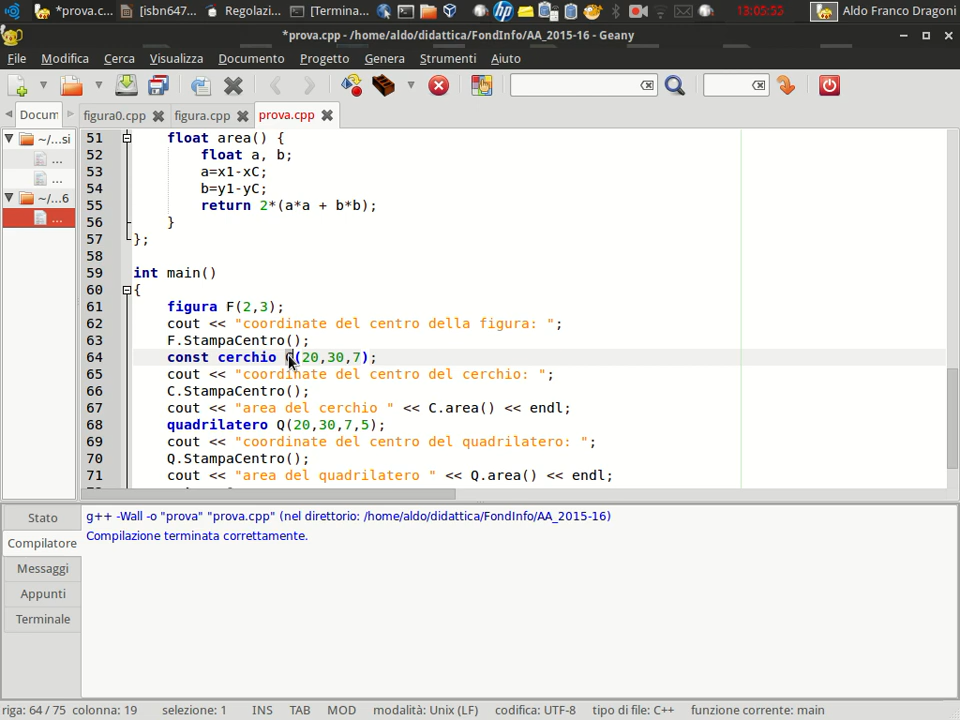 *prova.c...
[isbn647...
Regolazi...
[Termina...
13:05:55
Aldo Franco Dragoni
*prova.cpp - /home/aldo/didattica/FondInfo/AA_2015-16 - Geany
File Modifica Cerca Visualizza Documento Progetto Genera Strumenti Aiuto
Docum figura0.cpp figura.cpp prova.cpp
~/...si
...
...
~/...6
...
51 float area() {
52 float a, b;
53 a=x1-xC;
54 b=y1-yC;
55 return 2*(a*a + b*b);
56 }
57 };
58
59 int main()
60 {
61 figura F(2,3);
62 cout << "coordinate del centro della figura: ";
63 F.StampaCentro();
64 const cerchio C(20,30,7);
65 cout << "coordinate del centro del cerchio: ";
66 C.StampaCentro();
67 cout << "area del cerchio " << C.area() << endl;
68 quadrilatero Q(20,30,7,5);
69 cout << "coordinate del centro del quadrilatero: ";
70 Q.StampaCentro();
71 cout << "area del quadrilatero " << Q.area() << endl;
Stato
Compilatore
Messaggi
Appunti
Terminale
g++ -Wall -o "prova" "prova.cpp" (nel direttorio: /home/aldo/didattica/FondInfo/AA_2015-16)
Compilazione terminata correttamente.
riga: 64 / 75 colonna: 19 selezione: 1 INS TAB MOD modalità: Unix (LF) codifica: UTF-8 tipo di file: C++ funzione corrente: main